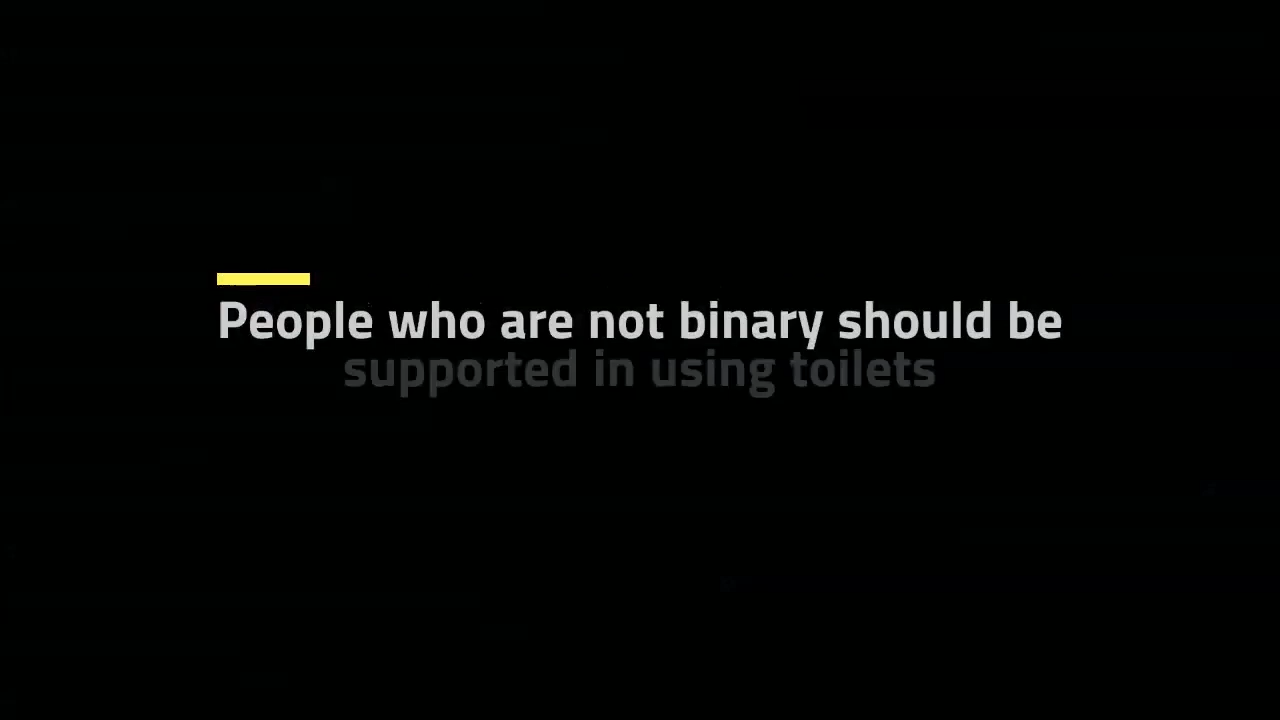 People who are not binary should be
supported in using toilets